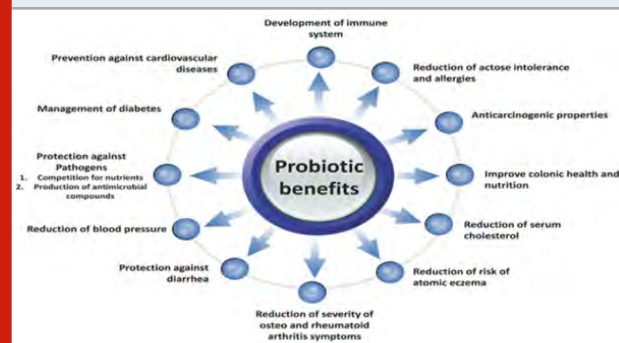 Development of immune
system
Prevention against cardiovascular
diseases
Reduction of actose intolerance
and allergies
Management of diabetes
Anticarcinogenic properties
Protection against
Pathogens
1. Competition for nutrients
2. Production of antimicrobial
compounds
Probiotic
benefits
Improve colonic health and
nutrition
Reduction of blood pressure
Reduction of serum
cholesterol
Protection against
diarrhea
Reduction of risk of
atomic eczema
Reduction of severity of
osteo and rheumatoid
arthritis symptoms